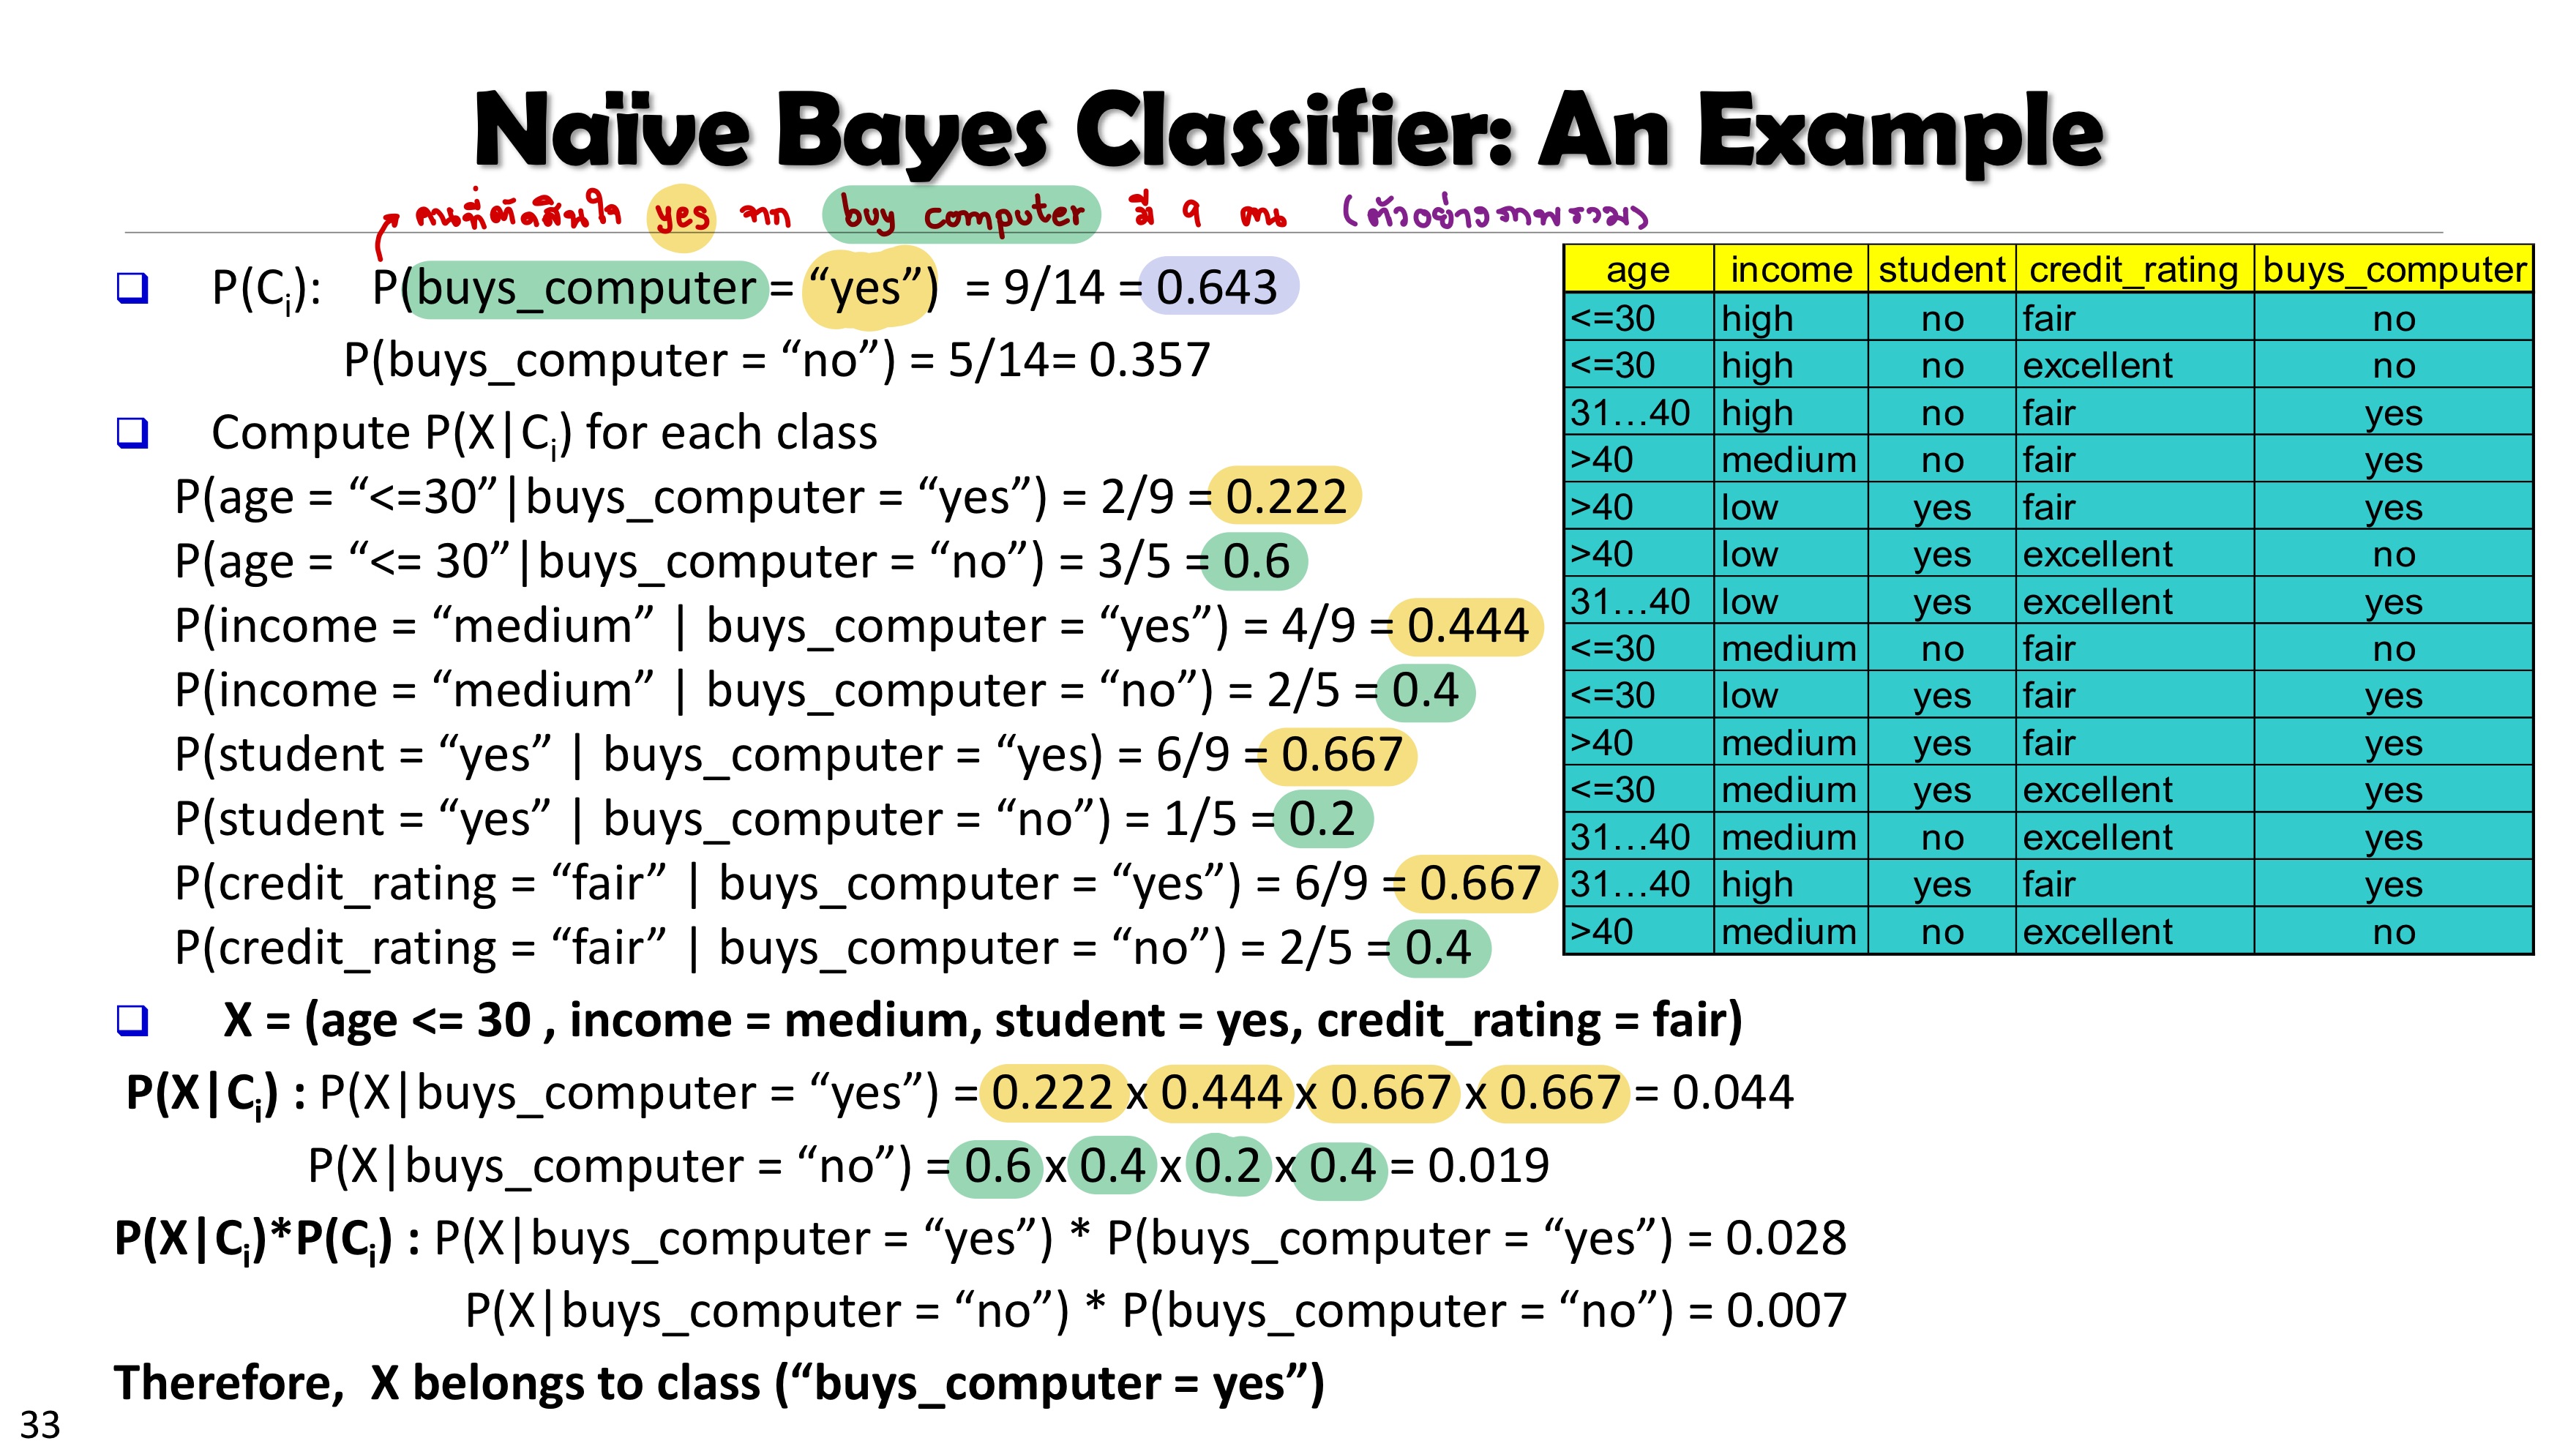 Naïve Bayes Classifier: An Example
คนที่ตัดสินใจ yes จาก buy computer มี 9 คน (ตัวอย่างภาพรวม)
❑ P(Ci): P(buys_computer = “yes”) = 9/14 = 0.643
P(buys_computer = “no”) = 5/14= 0.357
❑ Compute P(X|Ci) for each class
P(age = “<=30”|buys_computer = “yes”) = 2/9 = 0.222
P(age = “<= 30”|buys_computer = “no”) = 3/5 = 0.6
P(income = “medium” | buys_computer = “yes”) = 4/9 = 0.444
P(income = “medium” | buys_computer = “no”) = 2/5 = 0.4
P(student = “yes” | buys_computer = “yes) = 6/9 = 0.667
P(student = “yes” | buys_computer = “no”) = 1/5 = 0.2
P(credit_rating = “fair” | buys_computer = “yes”) = 6/9 = 0.667
P(credit_rating = “fair” | buys_computer = “no”) = 2/5 = 0.4
age income student credit_rating buys_computer
<=30 high no fair no
<=30 high no excellent no
31…40 high no fair yes
>40 medium no fair yes
>40 low yes fair yes
>40 low yes excellent no
31…40 low yes excellent yes
<=30 medium no fair no
<=30 low yes fair yes
>40 medium yes fair yes
<=30 medium yes excellent yes
31…40 medium no excellent yes
31…40 high yes fair yes
>40 medium no excellent no
❑ X = (age <= 30 , income = medium, student = yes, credit_rating = fair)
P(X|Ci) : P(X|buys_computer = “yes”) = 0.222 x 0.444 x 0.667 x 0.667 = 0.044
P(X|buys_computer = “no”) = 0.6 x 0.4 x 0.2 x 0.4 = 0.019
P(X|Ci)*P(Ci) : P(X|buys_computer = “yes”) * P(buys_computer = “yes”) = 0.028
P(X|buys_computer = “no”) * P(buys_computer = “no”) = 0.007
Therefore, X belongs to class (“buys_computer = yes”)
33